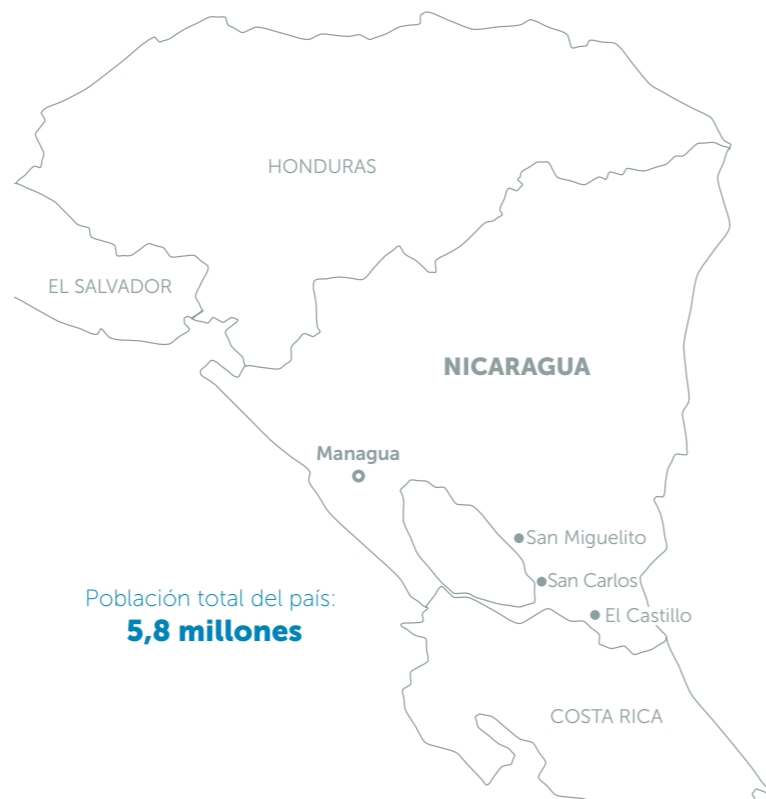 HONDURAS
EL SALVADOR
NICARAGUA
Managua
San Miguelito
San Carlos
El Castillo
Población total del país:
5,8 millones
COSTA RICA